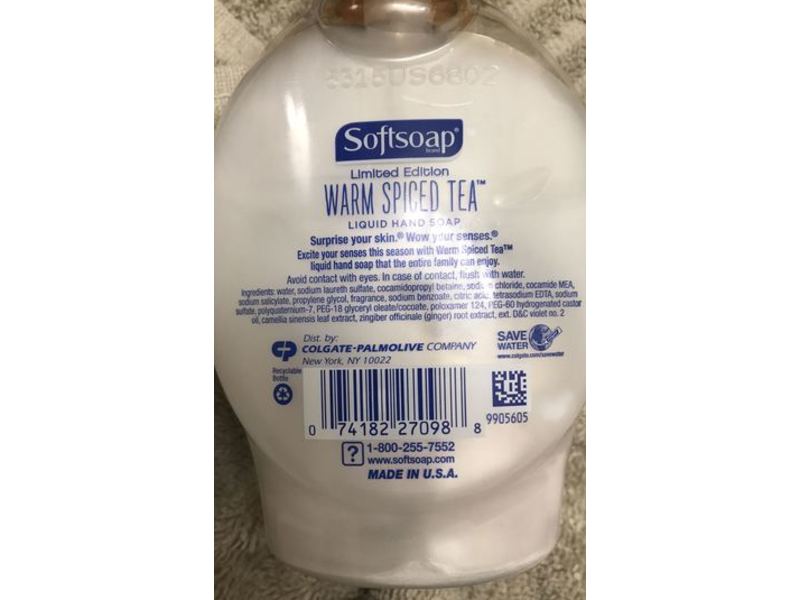 8315US6602
Softsoap®
brand
Limited Edition
WARM SPICED TEA™
LIQUID HAND SOAP
Surprise your skin.® Wow your senses.®
Excite your senses this season with Warm Spiced Tea™
liquid hand soap that the entire family can enjoy.
Avoid contact with eyes. In case of contact, flush with water.
Ingredients: water, sodium laureth sulfate, cocamidopropyl betaine, sodium chloride, cocamide MEA,
sodium salicylate, propylene glycol, fragrance, sodium benzoate, citric acid, tetrasodium EDTA, sodium
sulfate, polyquaternium-7, PEG-18 glyceryl oleate/cocoate, poloxamer 124, PEG-60 hydrogenated castor
oil, camellia sinensis leaf extract, zingiber officinale (ginger) root extract, ext. D&C violet no. 2
Dist. by:
CP COLGATE-PALMOLIVE COMPANY
New York, NY 10022
SAVE
WATER
www.colgate.com/savewater
Recyclable
Bottle
0 74182 27098 8
9905605
? 1-800-255-7552
www.softsoap.com
MADE IN U.S.A.